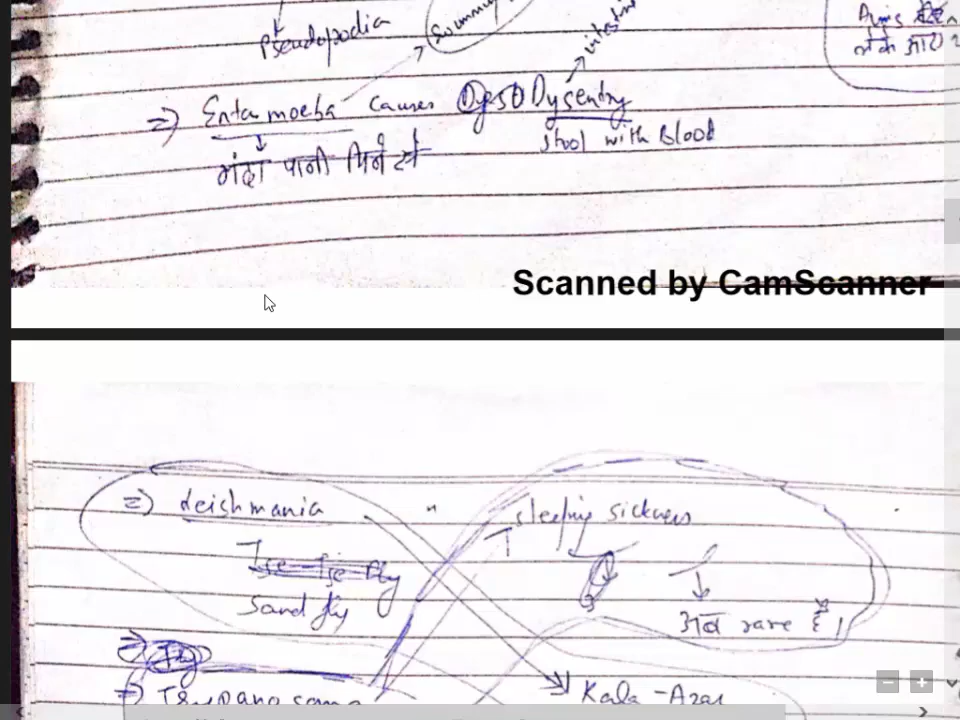 Pseudopodia
⇒ Entamoeba causes Dysentry
गंदा पानी पिने से
Stool with Blood
Scanned by CamScanner
⇒ Leishmania
sleeping sickness
Tse-Tse fly
Sand fly
अब rare है।
⇒ Trypanosoma
Kala-Azar